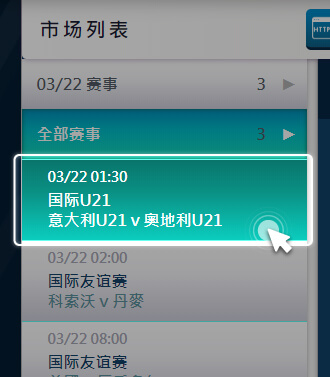 市场列表
HTTP
03/22 赛事 3 ▶
全部赛事 3 ▶
03/22 01:30
国际U21
意大利U21 v 奥地利U21
03/22 02:00
国际友谊赛
科索沃 v 丹麥
03/22 08:00
国际友谊赛